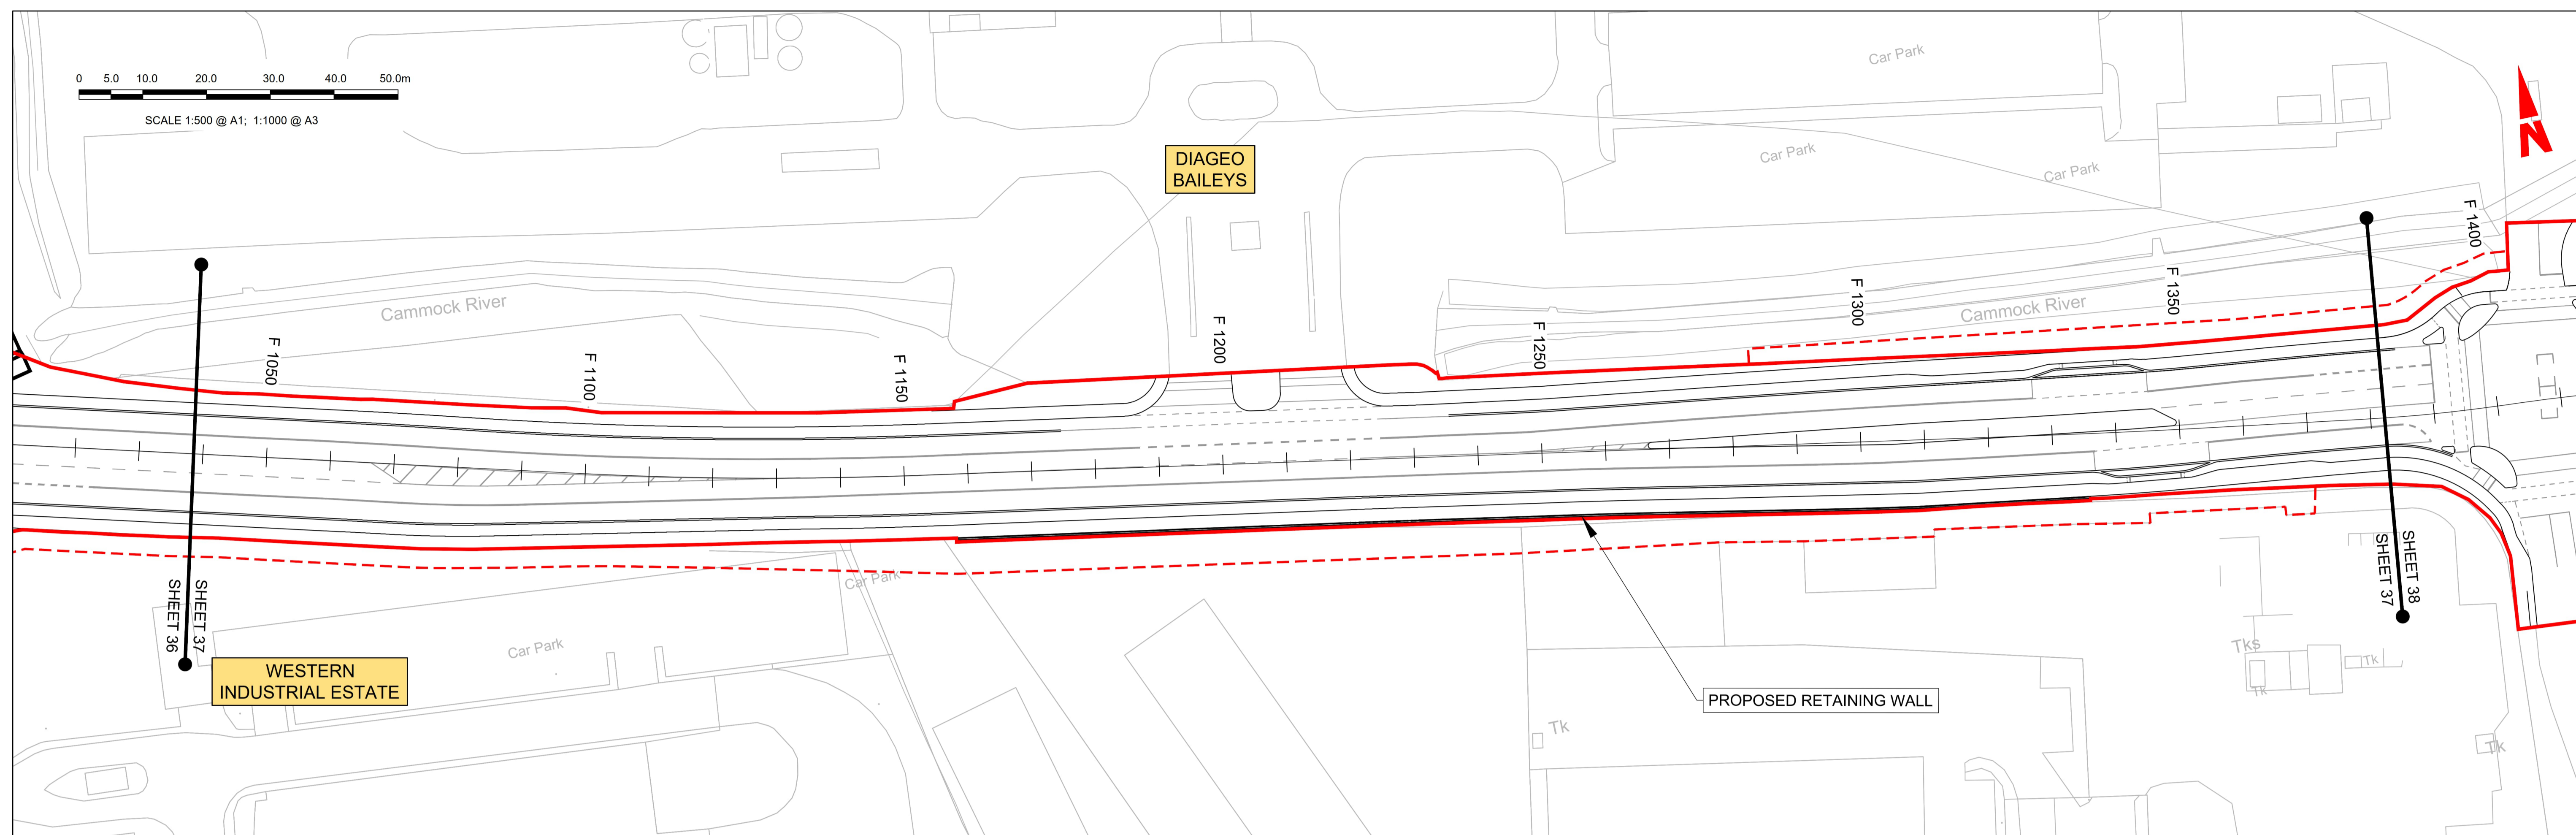 0 5.0 10.0 20.0 30.0 40.0 50.0m
SCALE 1:500 @ A1; 1:1000 @ A3
Car Park
Car Park
Car Park
N
DIAGEO
BAILEYS
Cammock River
Cammock River
F 1050
F 1100
F 1150
F 1200
F 1250
F 1300
F 1350
F 1400
SHEET 36
SHEET 37
SHEET 37
SHEET 38
Car Park
Car Park
WESTERN
INDUSTRIAL ESTATE
PROPOSED RETAINING WALL
Tk
Tks
Tk
Tk
Tk